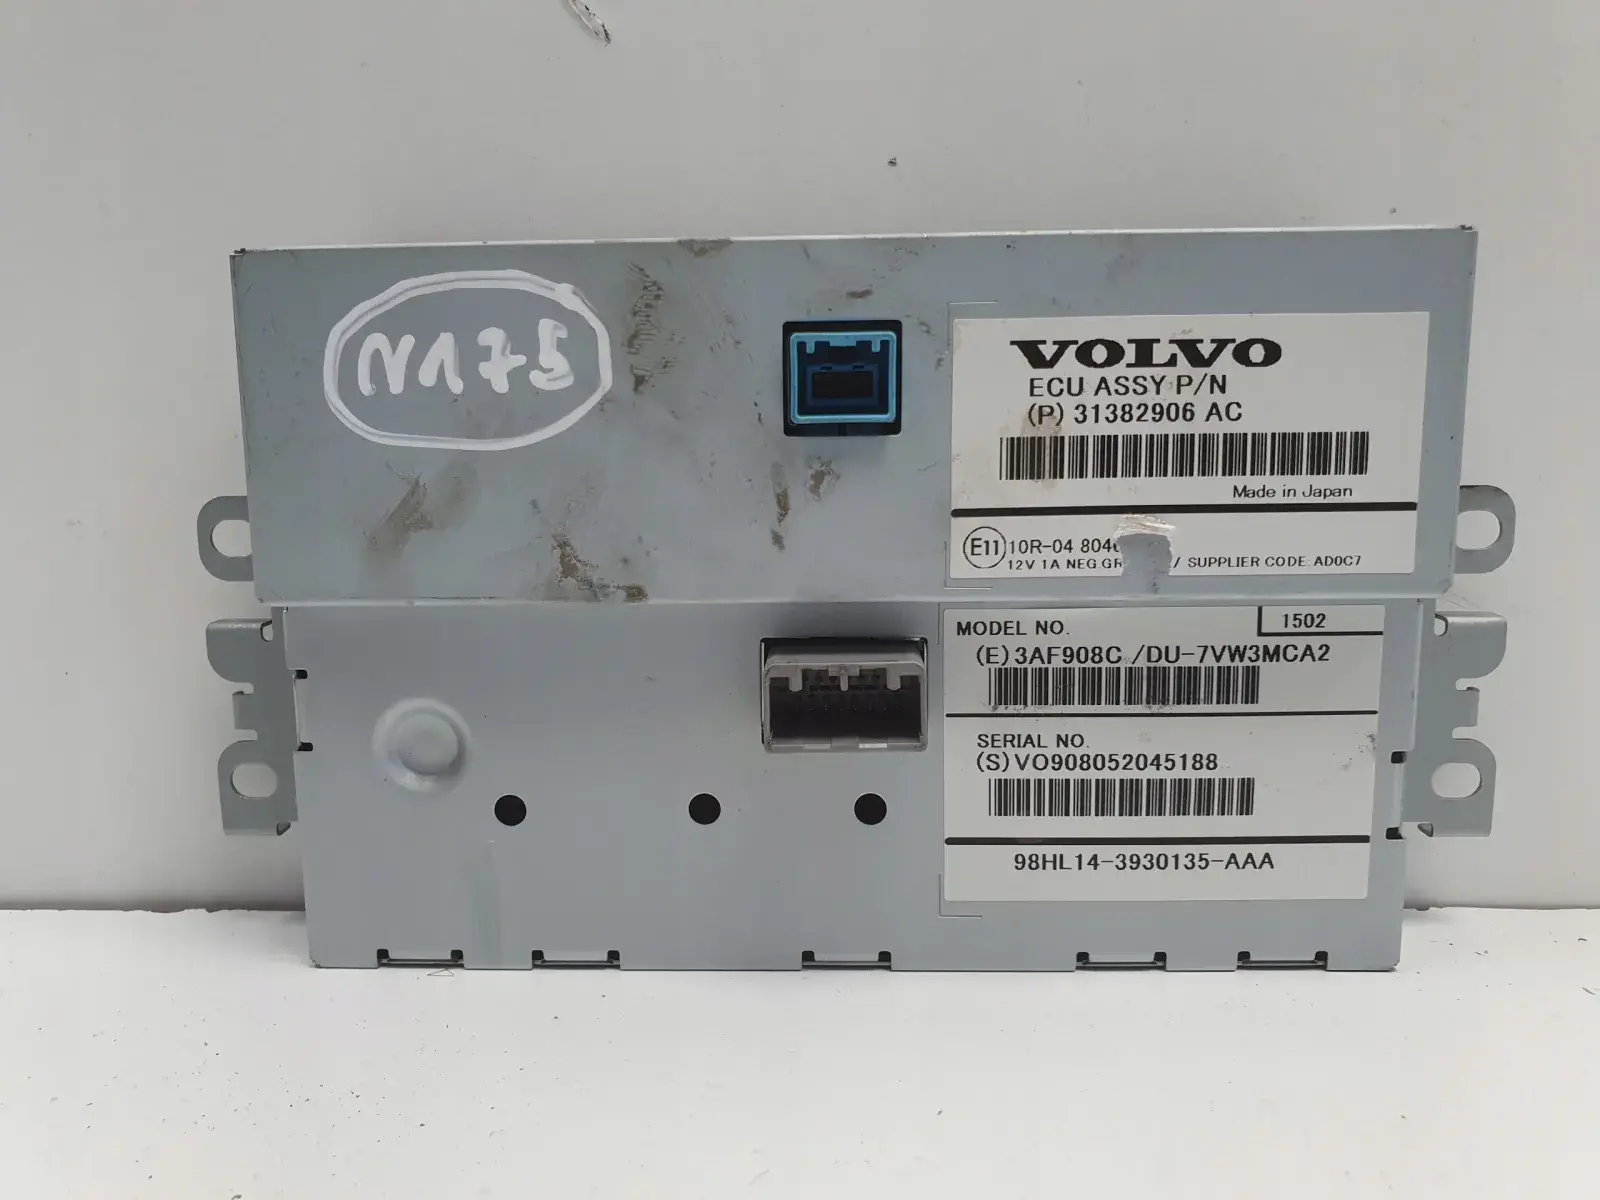 N175
VOLVO
ECU ASSY P/N
(P) 31382906 AC
Made in Japan
E11 10R-04
12V 1A NEG / SUPPLIER CODE: AD0C7
MODEL NO.
1502
(E) 3AF908C /DU-7VW3MCA2
SERIAL NO.
(S) VO908052045188
98HL14-3930135-AAA